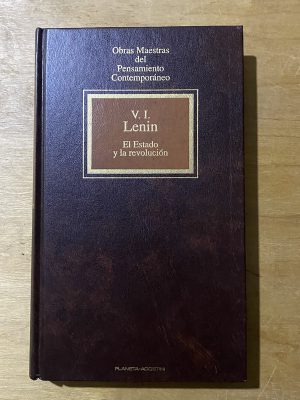 Obras Maestras
del
Pensamiento
Contemporáneo
V. I.
Lenin
El Estado
y la revolución
PLANETA-AGOSTINI